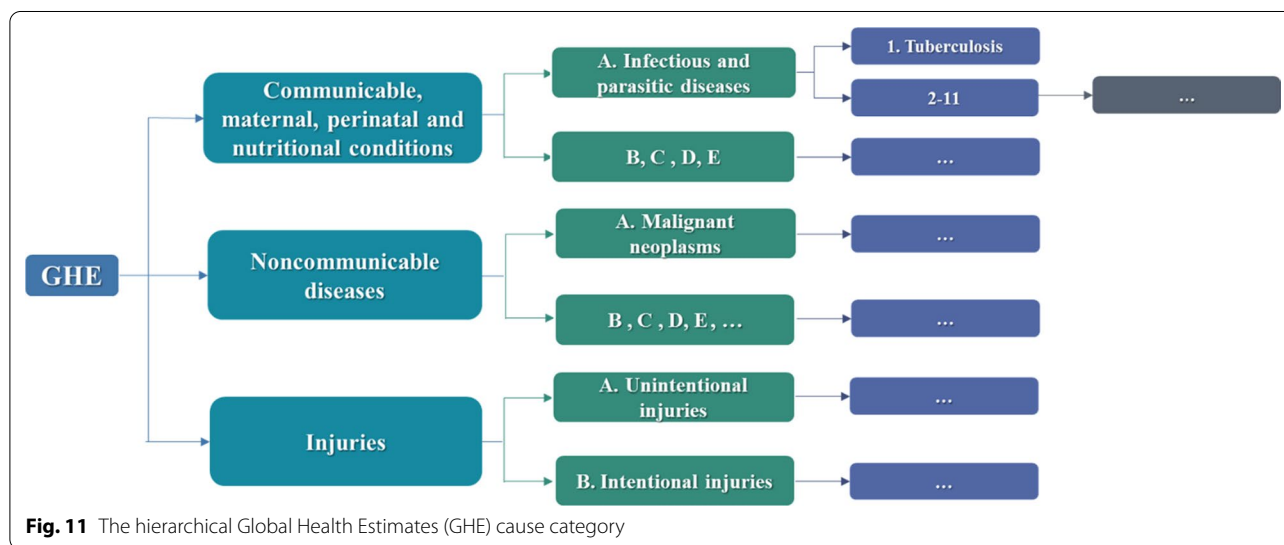 GHE
Communicable,
maternal, perinatal and
nutritional conditions
A. Infectious and
parasitic diseases
1. Tuberculosis
2-11
...
B, C , D, E
...
Noncommunicable
diseases
A. Malignant
neoplasms
...
B , C , D, E, ...
...
Injuries
A. Unintentional
injuries
...
B. Intentional injuries
...
Fig. 11 The hierarchical Global Health Estimates (GHE) cause category